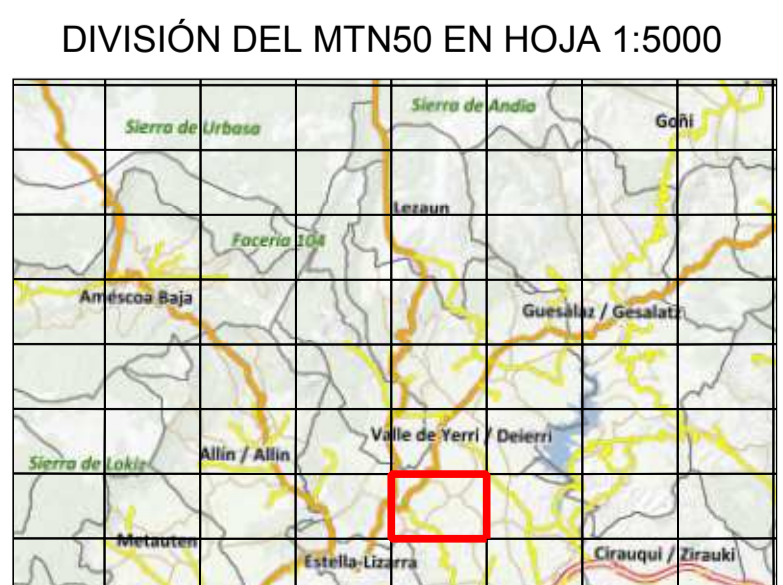 DIVISIÓN DEL MTN50 EN HOJA 1:5000
Sierra de Andia
Sierra de Urbasa
Goñi
Lezaun
Facería 104
Améscoa Baja
Guesálaz / Gesalatz
Valle de Yerri / Deierri
Allín / Allin
Sierra de Lokiz
Metauten
Cirauqui / Zirauki
Estella-Lizarra